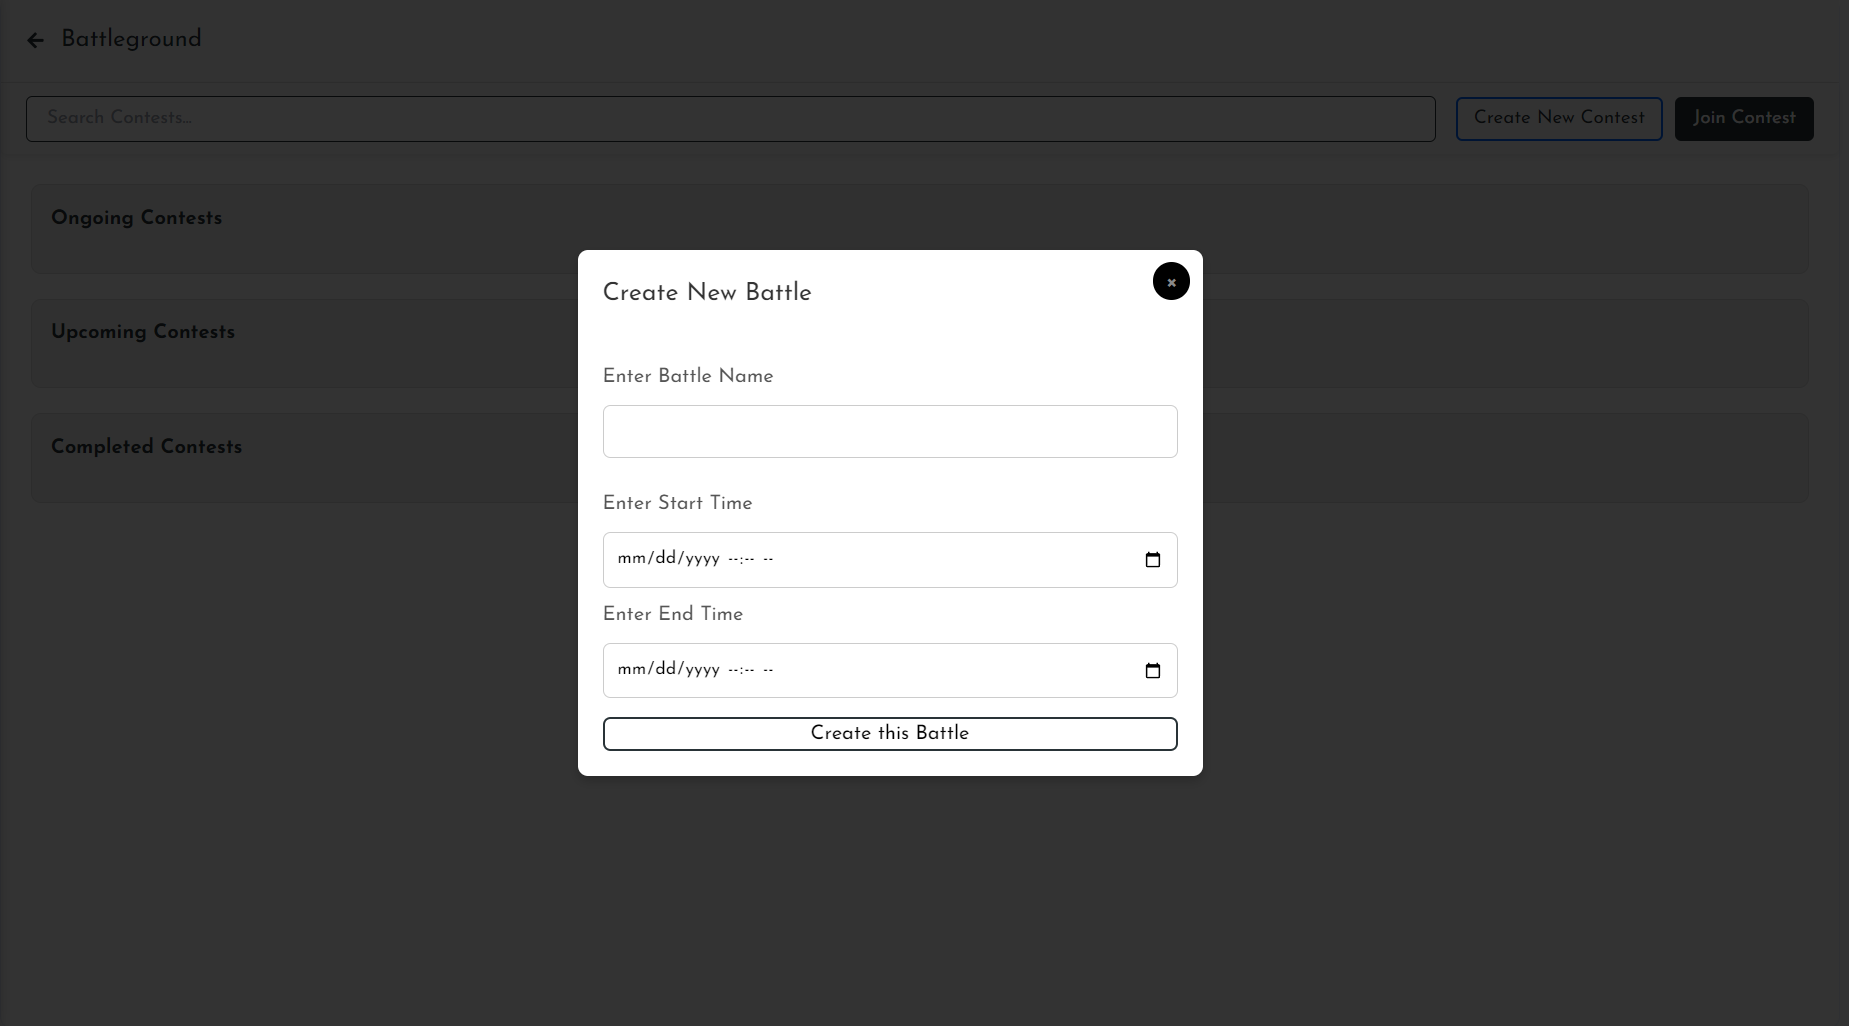 Battleground
Search Contests...
Create New Contest
Join Contest
Ongoing Contests
Upcoming Contests
Completed Contests
Create New Battle
×
Enter Battle Name
Enter Start Time
mm/dd/yyyy --:-- --
Enter End Time
mm/dd/yyyy --:-- --
Create this Battle